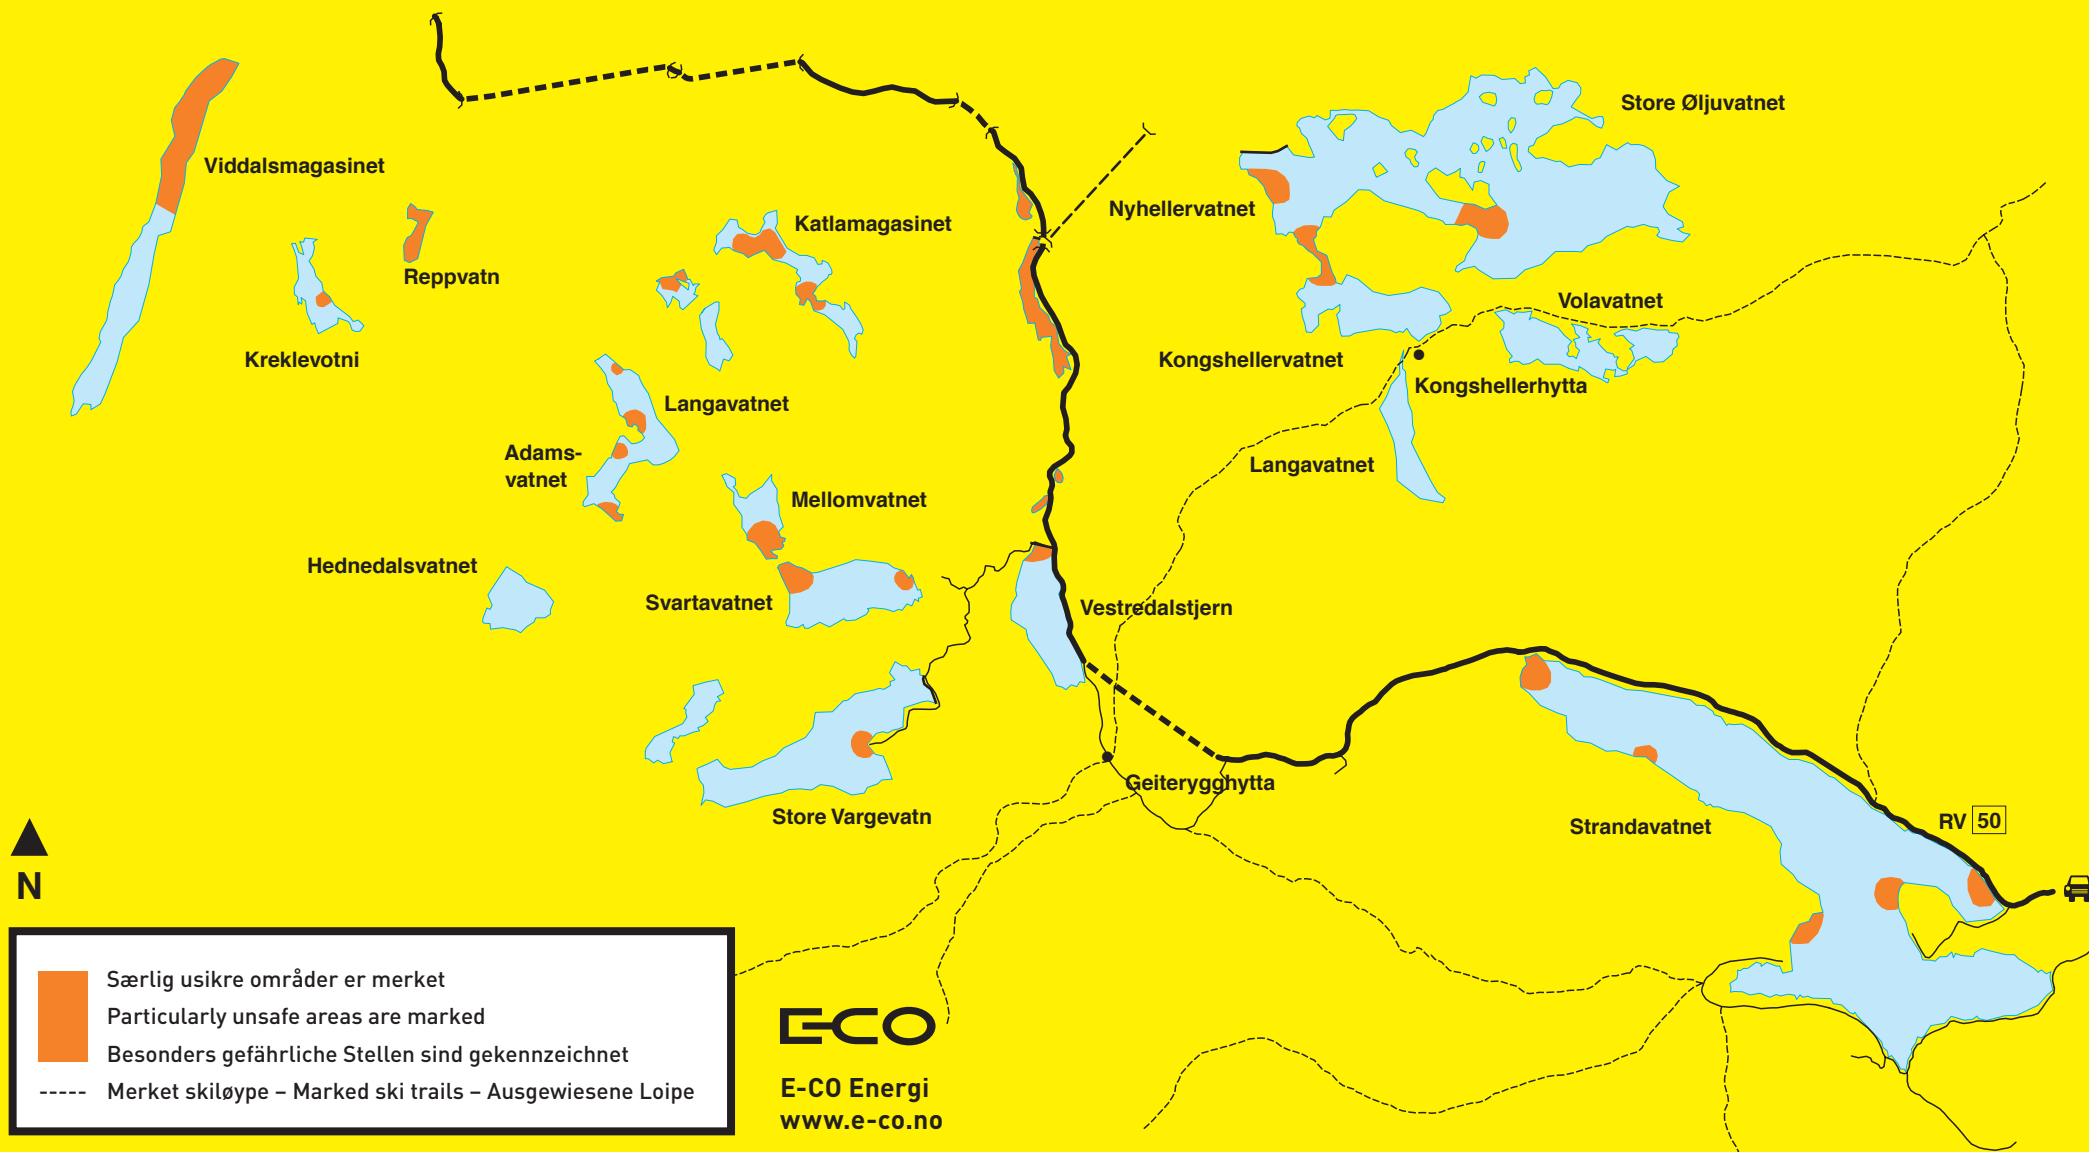 Store Øljuvatnet
Viddalsmagasinet
Nyhellervatnet
Katlamagasinet
Reppvatn
Volavatnet
Kreklevotni
Kongshellervatnet
Kongshellerhytta
Langavatnet
Adams-
vatnet
Langavatnet
Mellomvatnet
Hednedalsvatnet
Svartavatnet
Vestredalstjern
Geiterygghytta
Store Vargevatn
Strandavatnet
RV 50
N
Særlig usikre områder er merket
Particularly unsafe areas are marked
Besonders gefährliche Stellen sind gekennzeichnet
Merket skiløype – Marked ski trails – Ausgewiesene Loipe
E-CO
E-CO Energi
www.e-co.no